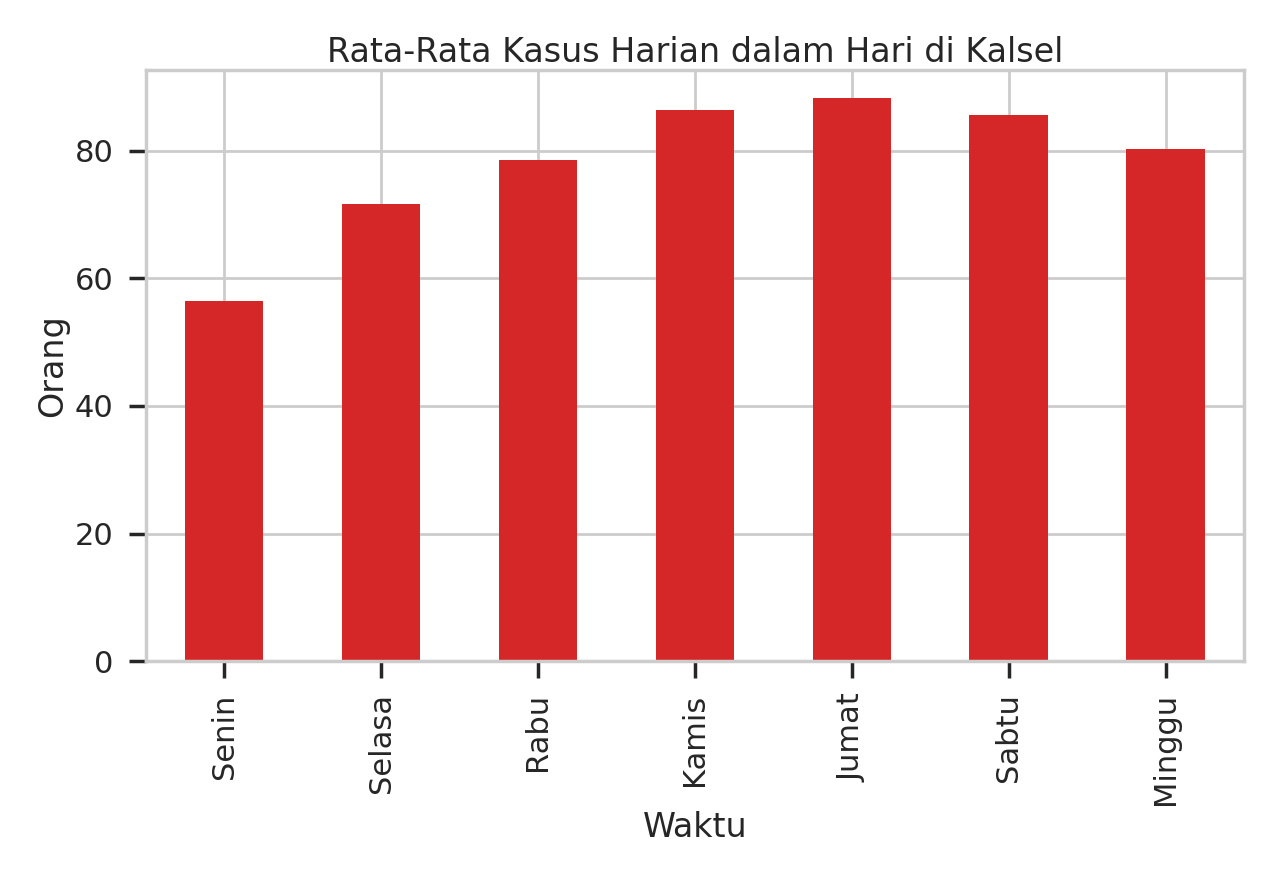 Rata-Rata Kasus Harian dalam Hari di Kalsel
Orang
80
60
40
20
0
Senin
Selasa
Rabu
Kamis
Jumat
Sabtu
Minggu
Waktu